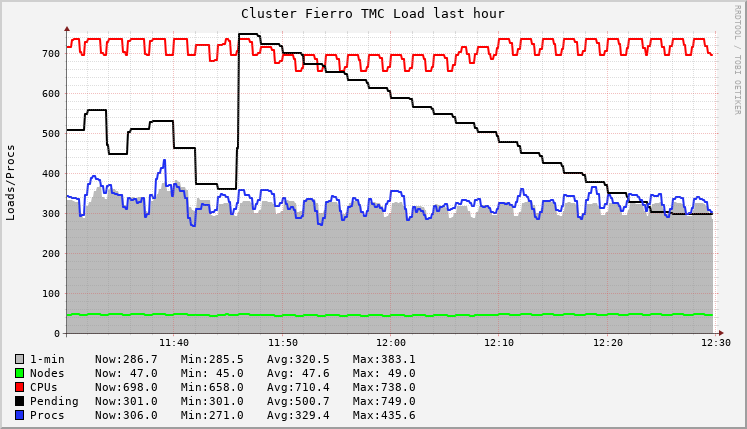 Cluster Fierro TMC Load last hour
RRDTOOL / TOBI OETIKER
Loads/Procs
700
600
500
400
300
200
100
0
11:40 11:50 12:00 12:10 12:20 12:30
1-min Now:286.7 Min:285.5 Avg:320.5 Max:383.1
Nodes Now: 47.0 Min: 45.0 Avg: 47.6 Max: 49.0
CPUs Now:698.0 Min:658.0 Avg:710.4 Max:738.0
Pending Now:301.0 Min:301.0 Avg:500.7 Max:749.0
Procs Now:306.0 Min:271.0 Avg:329.4 Max:435.6